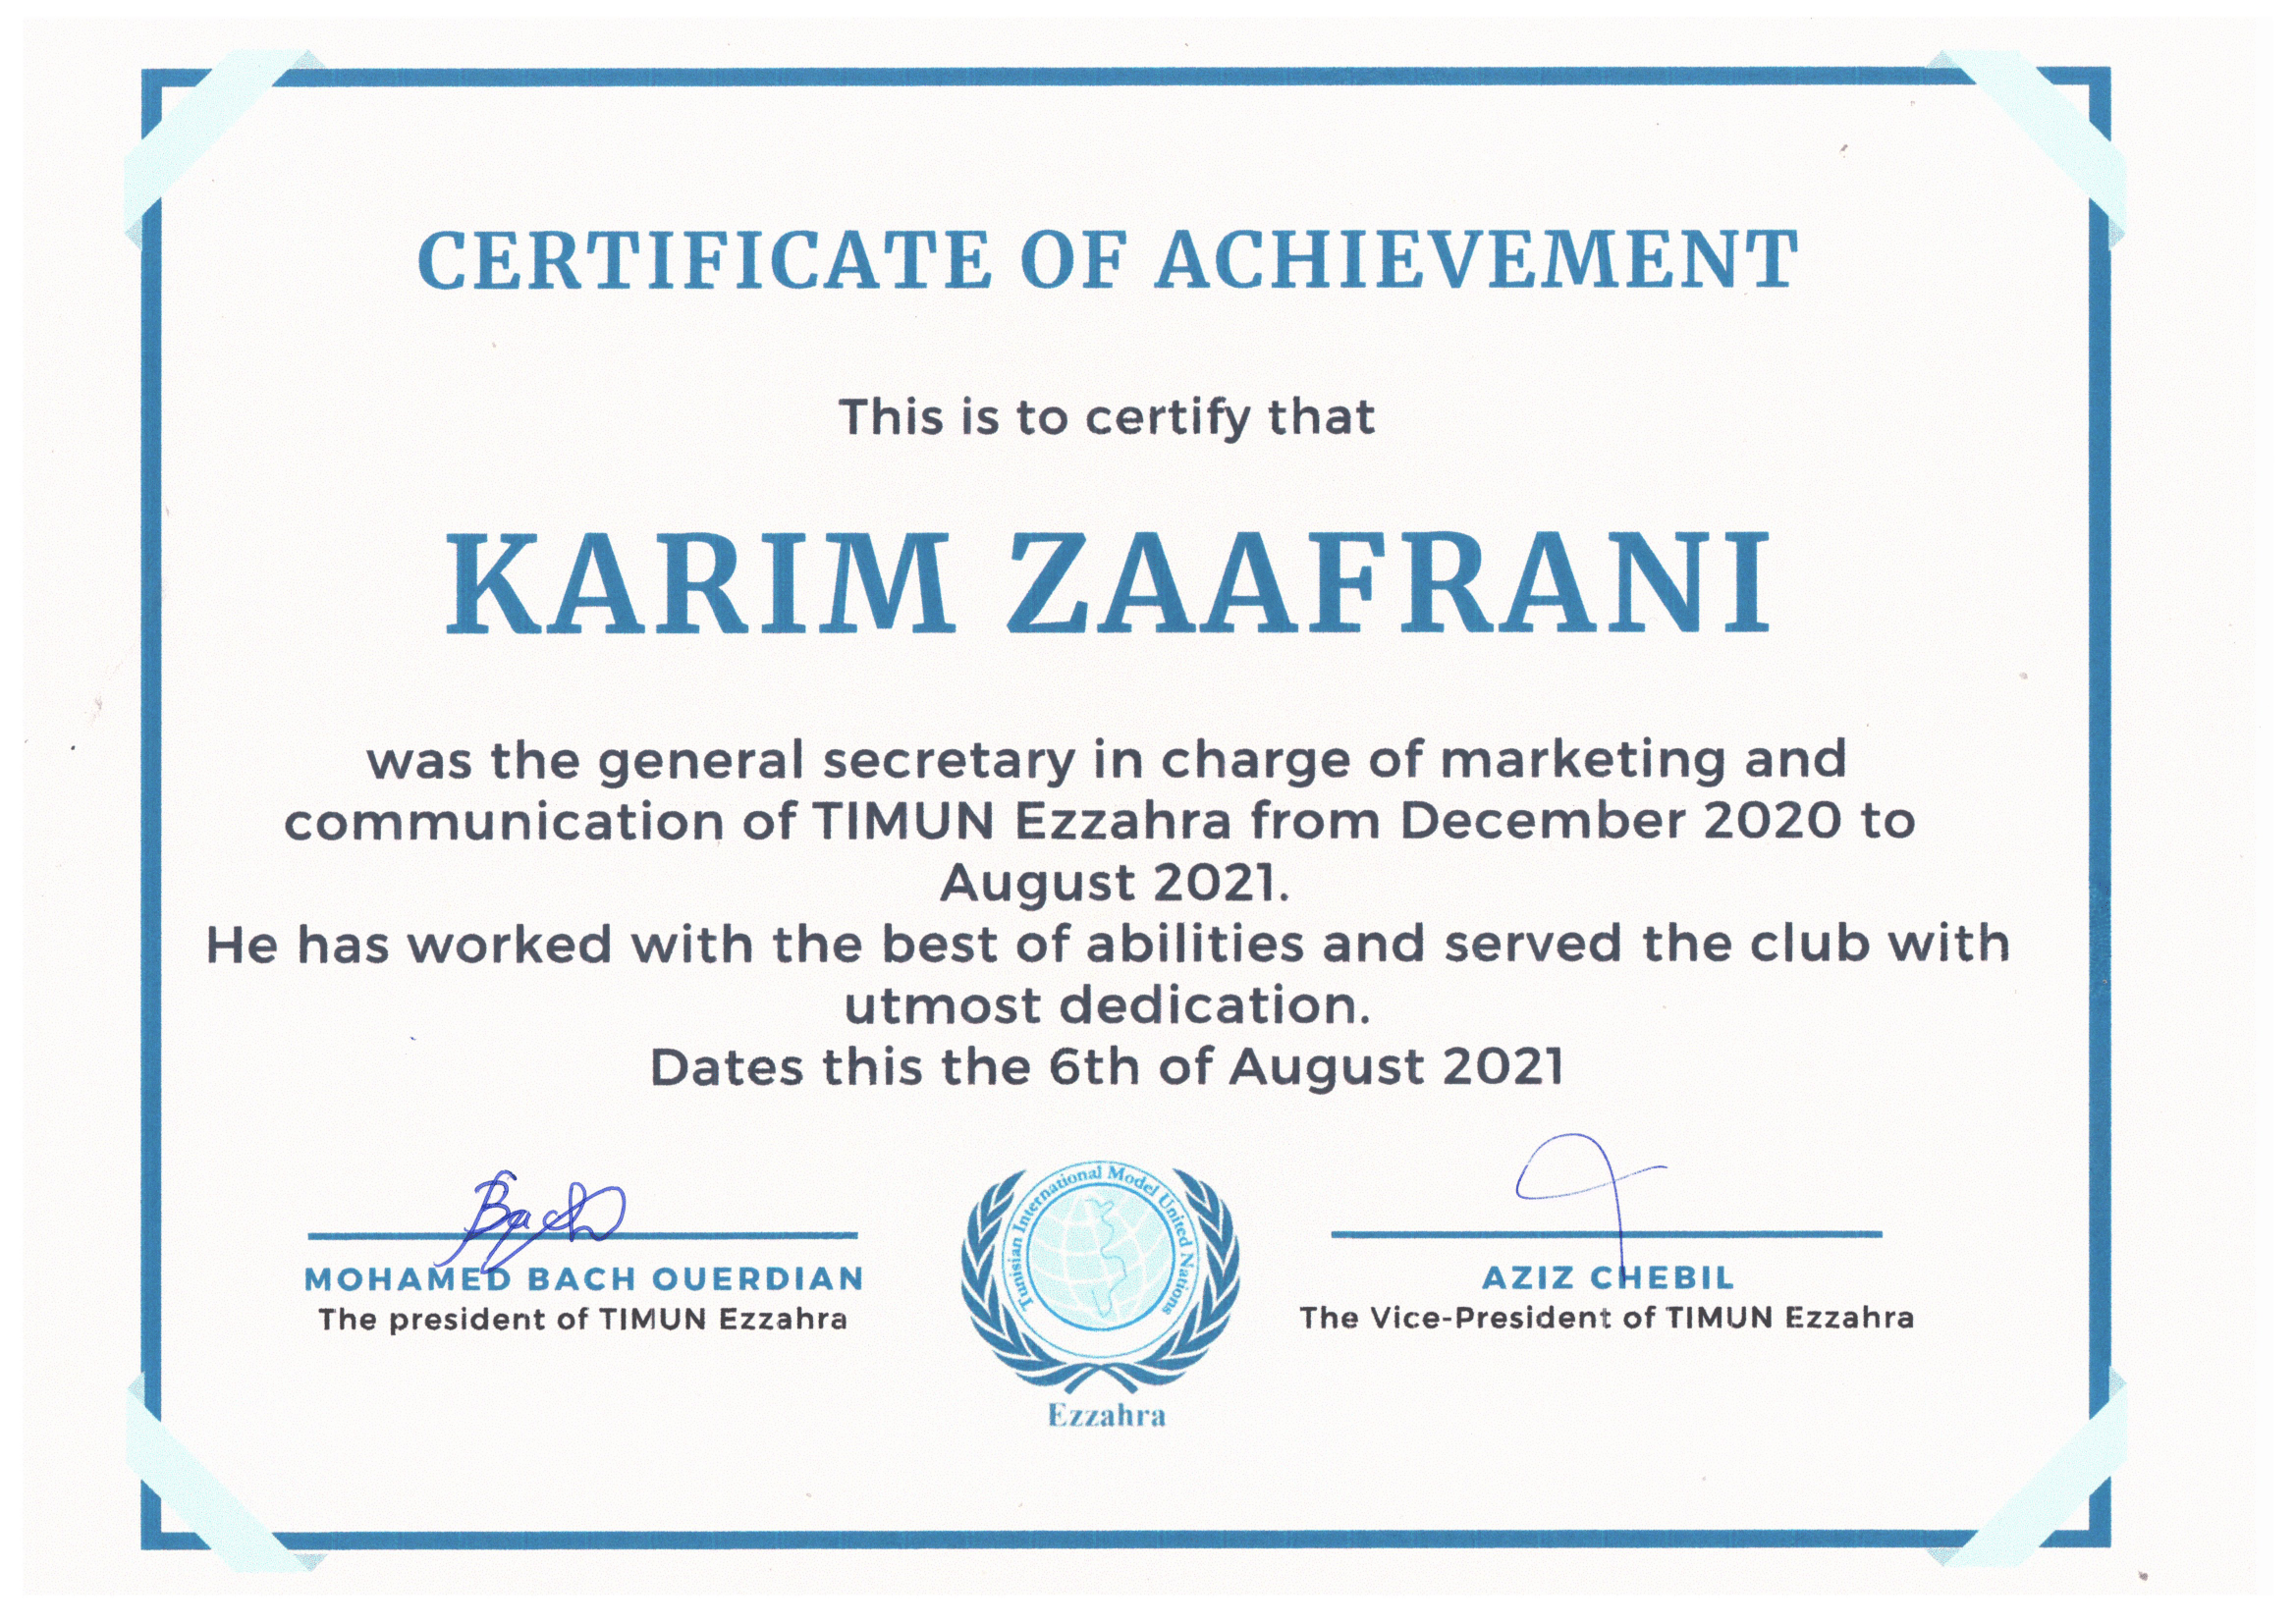 CERTIFICATE OF ACHIEVEMENT
This is to certify that
KARIM ZAAFRANI
was the general secretary in charge of marketing and
communication of TIMUN Ezzahra from December 2020 to
August 2021.
He has worked with the best of abilities and served the club with
utmost dedication.
Dates this the 6th of August 2021
Bach
MOHAMED BACH OUERDIAN
The president of TIMUN Ezzahra
Tunisian International Model United Nations
Ezzahra
AZIZ CHEBIL
The Vice-President of TIMUN Ezzahra